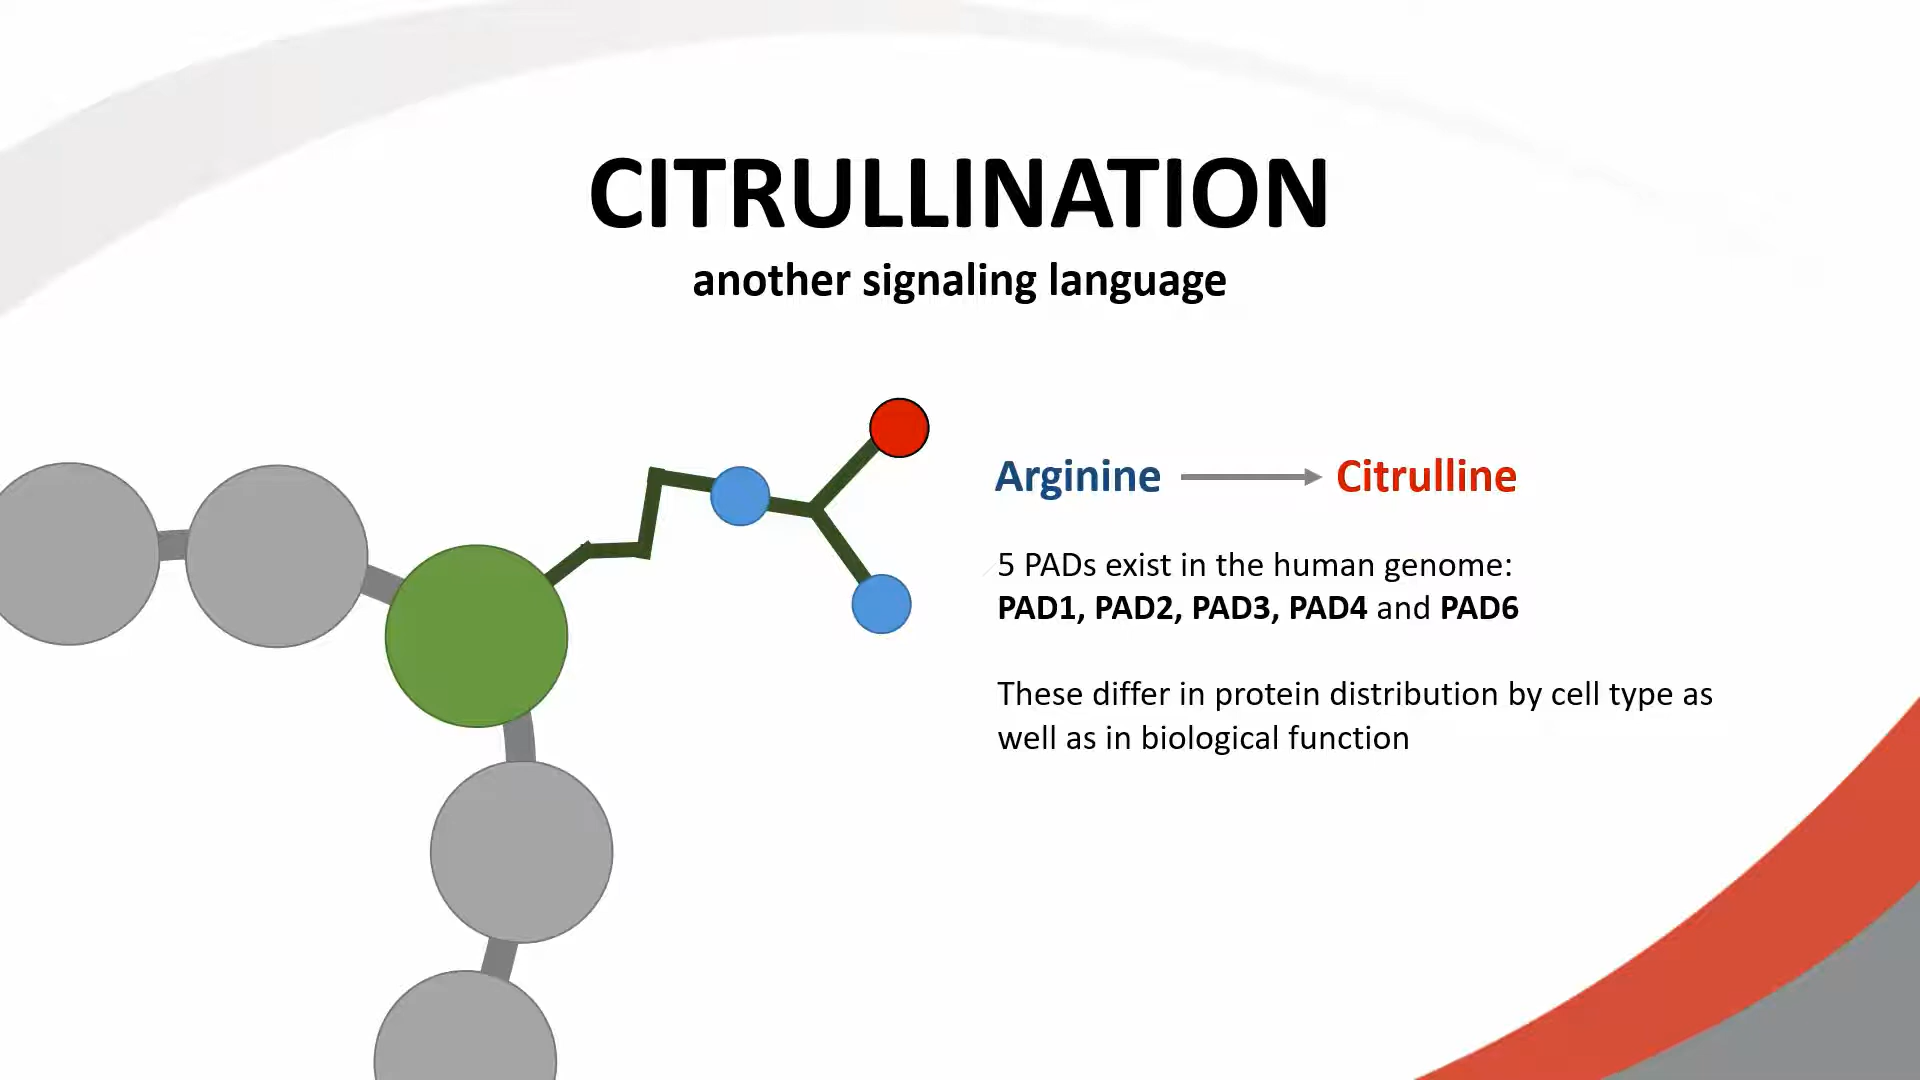 CITRULLINATION
another signaling language
Arginine
Citrulline
5 PADs exist in the human genome:
PAD1, PAD2, PAD3, PAD4 and PAD6
These differ in protein distribution by cell type as
well as in biological function